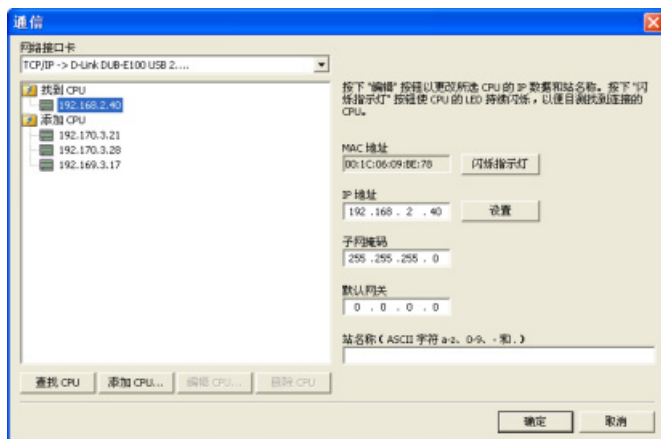 通信
网络接口卡
TCP/IP -> D-Link DUB-E100 USB 2....
找到 CPU
192.168.2.40
添加 CPU
192.170.3.21
192.170.3.28
192.169.3.17
按下 "编辑" 按钮以更改所选 CPU 的 IP 数据和站名称。按下 "闪
烁指示灯" 按钮使 CPU 的 LED 持续闪烁，以便目测找到连接的
CPU。
MAC 地址
00:1C:06:09:BE:78 闪烁指示灯
IP 地址
192 .168 . 2 . 40 设置
子网掩码
255 .255 .255 . 0
默认网关
0 . 0 . 0 . 0
站名称（ASCII 字符 a-z、0-9、- 和 .）
查找 CPU 添加 CPU... 编辑 CPU... 删除 CPU
确定 取消